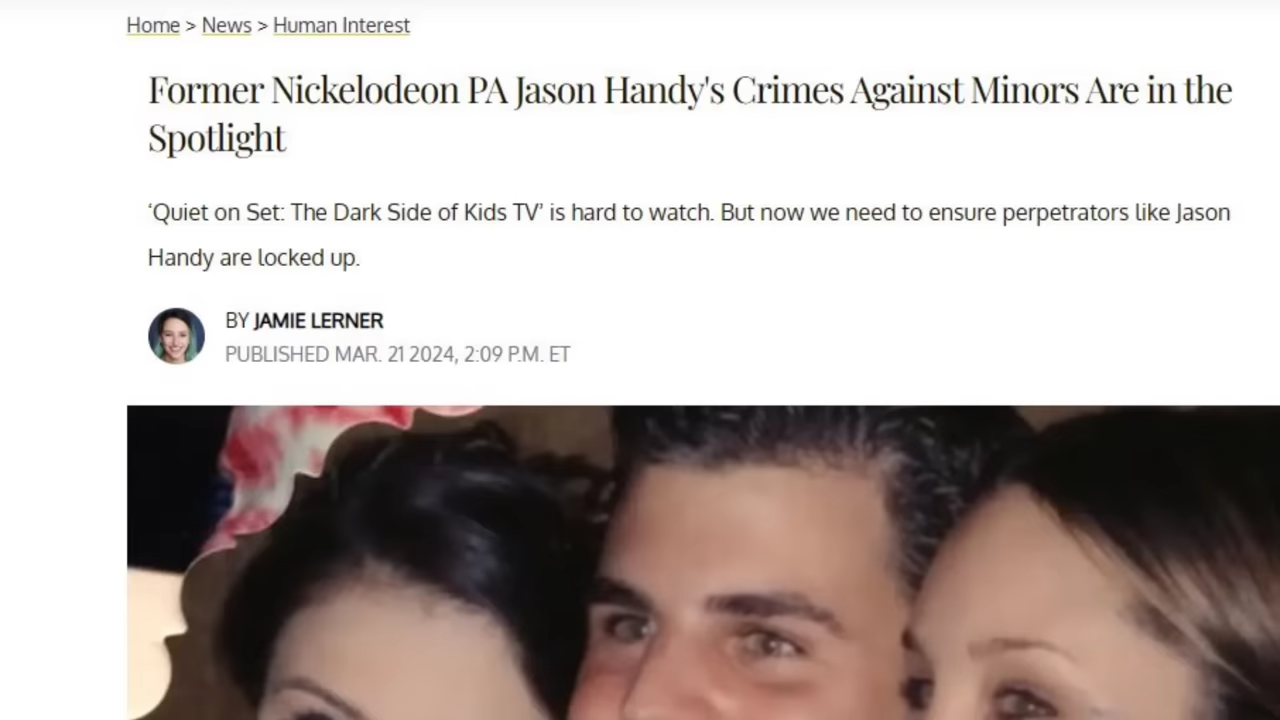 Home > News > Human Interest
Former Nickelodeon PA Jason Handy's Crimes Against Minors Are in the
Spotlight
‘Quiet on Set: The Dark Side of Kids TV’ is hard to watch. But now we need to ensure perpetrators like Jason
Handy are locked up.
BY JAMIE LERNER
PUBLISHED MAR. 21 2024, 2:09 P.M. ET